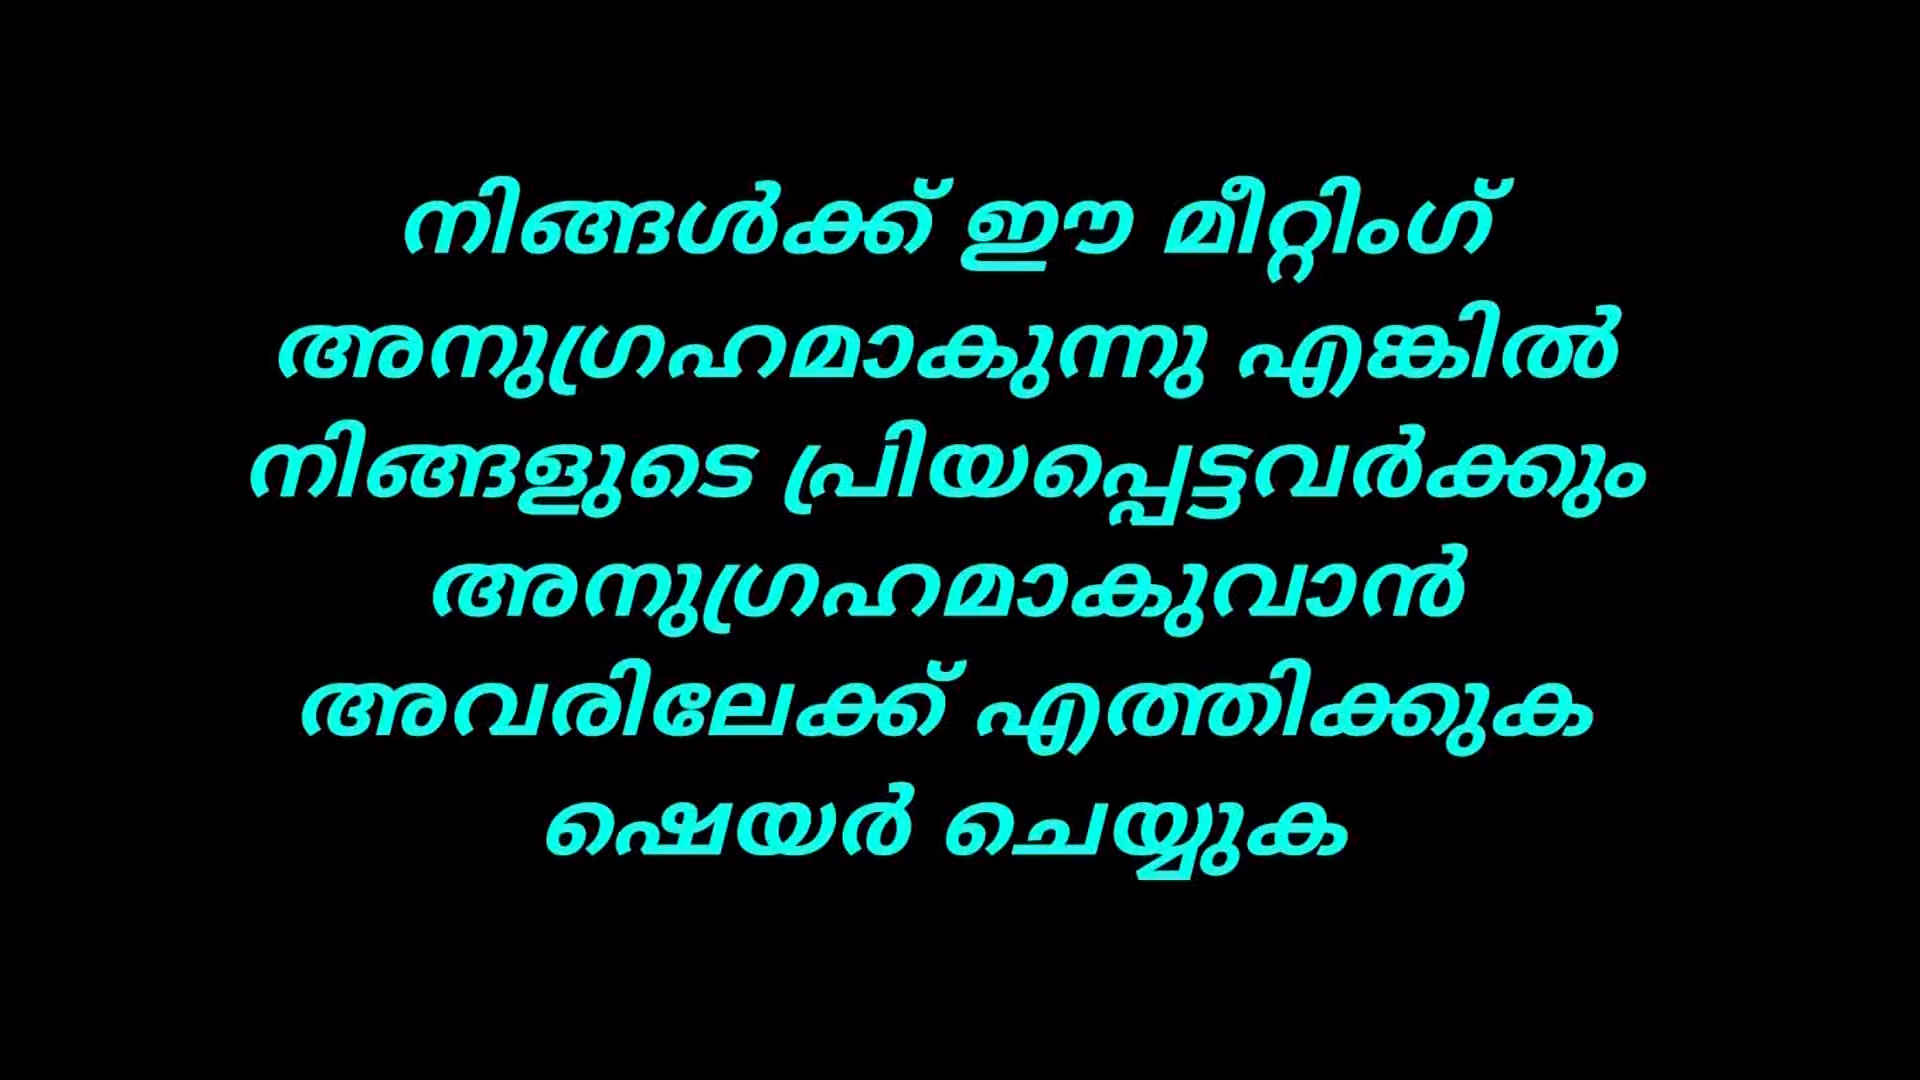 നിങ്ങൾക്ക് ഈ മീറ്റിംഗ്
അനുഗ്രഹമാകുന്നു എങ്കിൽ
നിങ്ങളുടെ പ്രിയപ്പെട്ടവർക്കും
അനുഗ്രഹമാകുവാൻ
അവരിലേക്ക് എത്തിക്കുക
ഷെയർ ചെയ്യുക